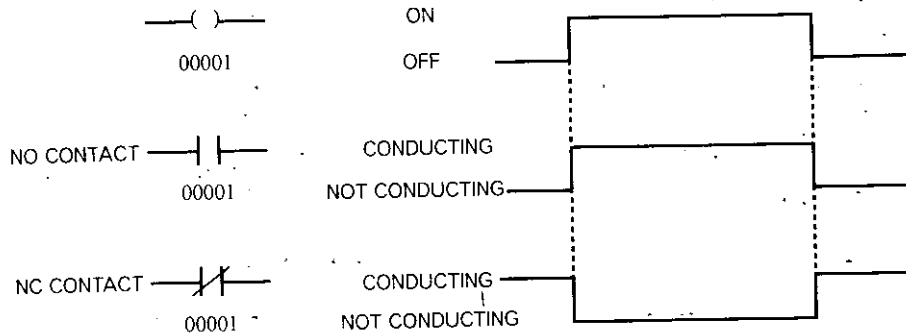 ON
00001
OFF
NO CONTACT
CONDUCTING
00001
NOT CONDUCTING
NC CONTACT
CONDUCTING
00001
NOT CONDUCTING